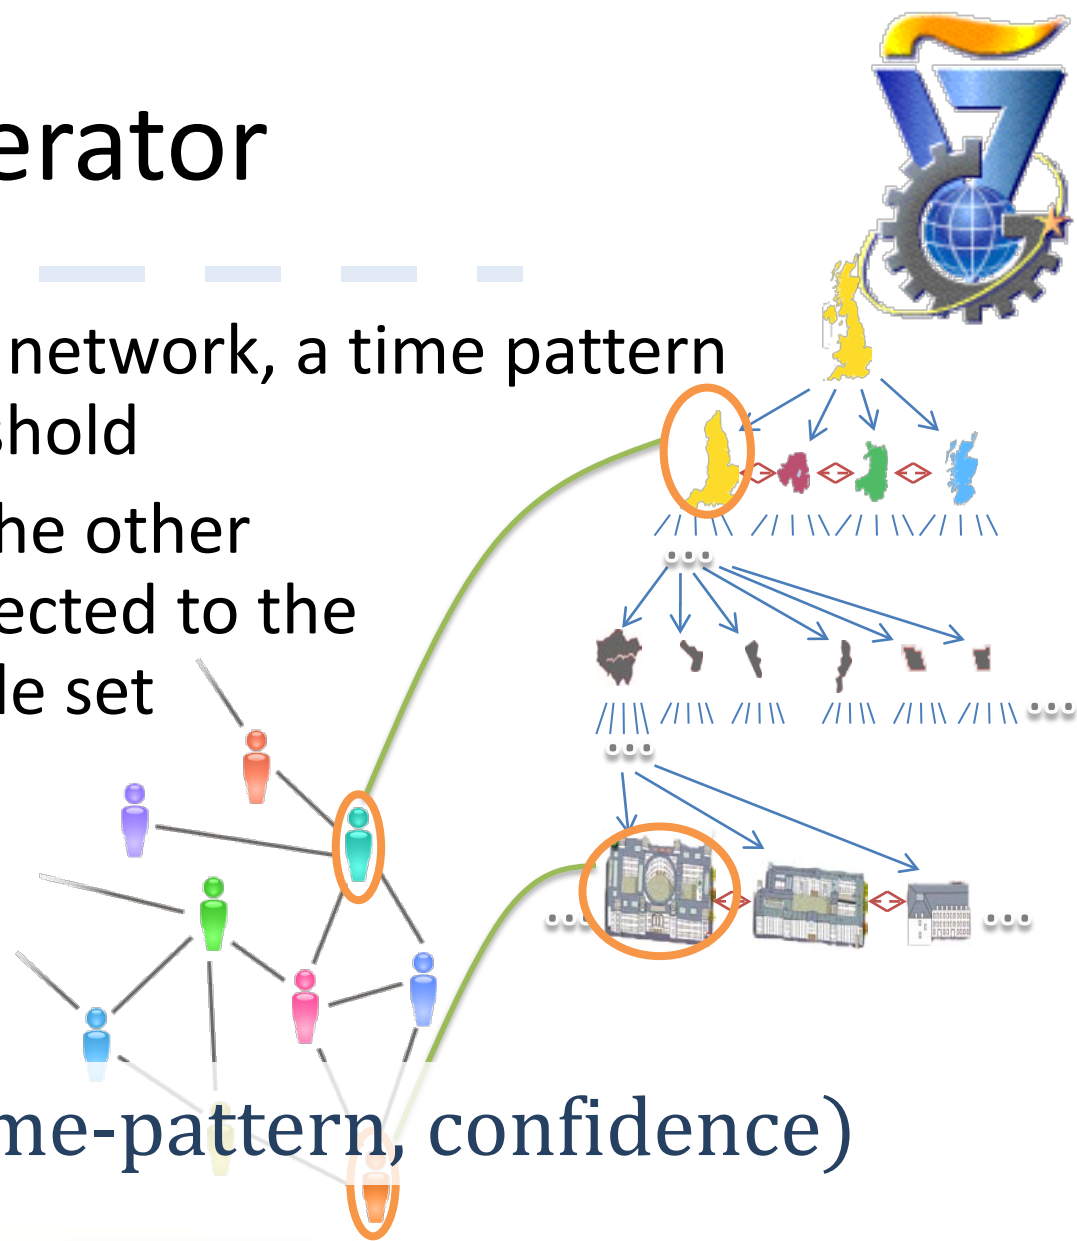 erator
network, a time pattern
shold
he other
ected to the
le set
me-pattern, confidence)